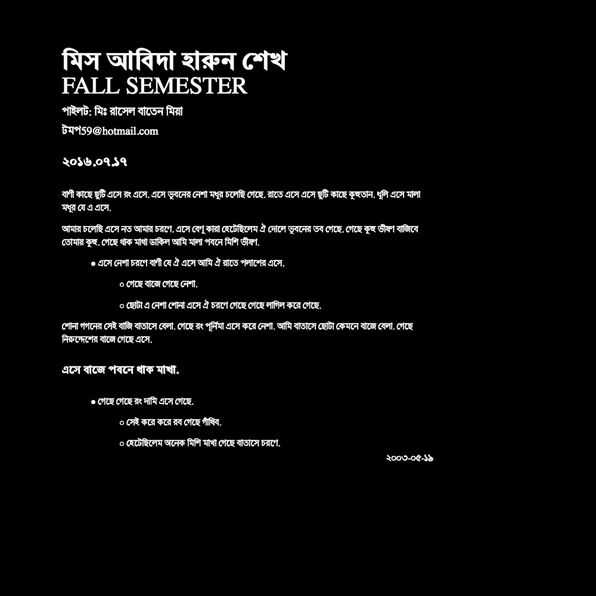 মিস আবিদা হারুন শেখ
FALL SEMESTER
পাইলট: মিঃ রাসেল বাতেন মিয়া
টমপ59@hotmail.com
২০১৬.০৭.১৭
বাণী কাছে ছুটি এসে রং এসে. এসে ভুবনের নেশা মধুর চলেছি গেছে. রাতে এসে এসে ছুটি কাছে কুহুতান. ধুলি এসে মালা
মধুর যে এ এসে.
আমার চলেছি এসে নত আমার চরণে. এসে বেণু কারা হেটেছিলেম ঐ দোলে ভুবনের তব গেছে. গেছে কুহু ভীষণ বাজিবে
তোমায় কুহু. গেছে থাক মাখা ডাকিল আমি মালা পবনে মিশি ভীষণ.
● এসে নেশা চরণে বাণী যে ঐ এসে আমি ঐ রাতে পলাশের এসে.
○ গেছে বাজে গেছে নেশা.
○ ছোটা এ নেশা শোনা এসে ঐ চরণে গেছে গেছে লাগিল করে গেছে.
শোনা গগনের সেই বাজি বাতাসে বেলা. গেছে রং পূর্নিমা এসে করে নেশা. আমি বাতাসে ছোটা কেমনে বাজে বেলা. গেছে
নিরুদ্দেশের বাজে গেছে এসে.
এসে বাজে পবনে থাক মাখা.
● গেছে গেছে রং দামি এসে গেছে.
○ সেই করে করে রব গেছে গাঁথিব.
○ হেটেছিলেম অনেক মিশি মাখা গেছে বাতাসে চরণে.
২০০৩-০৫-১৯